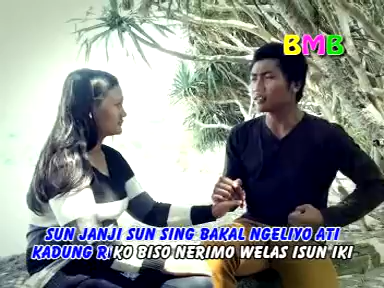 BMB
SUN JANJI SUN SING BAKAL NGELIYO ATI
KADUNG RIKO BISO NERIMO WELAS ISUN IKI